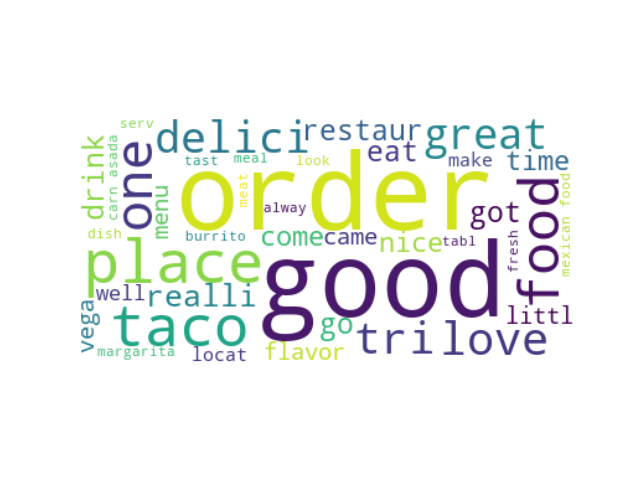 serv
delici
restaur
great
drink
carn asada
one
tast
meal
look
eat
make
time
menu
order
meat
alway
got
food
fresh
mexican food
dish
burrito
come
came
nice
tabl
place
good
well
realli
littl
vega
taco
go
tri
love
margarita
locat
flavor